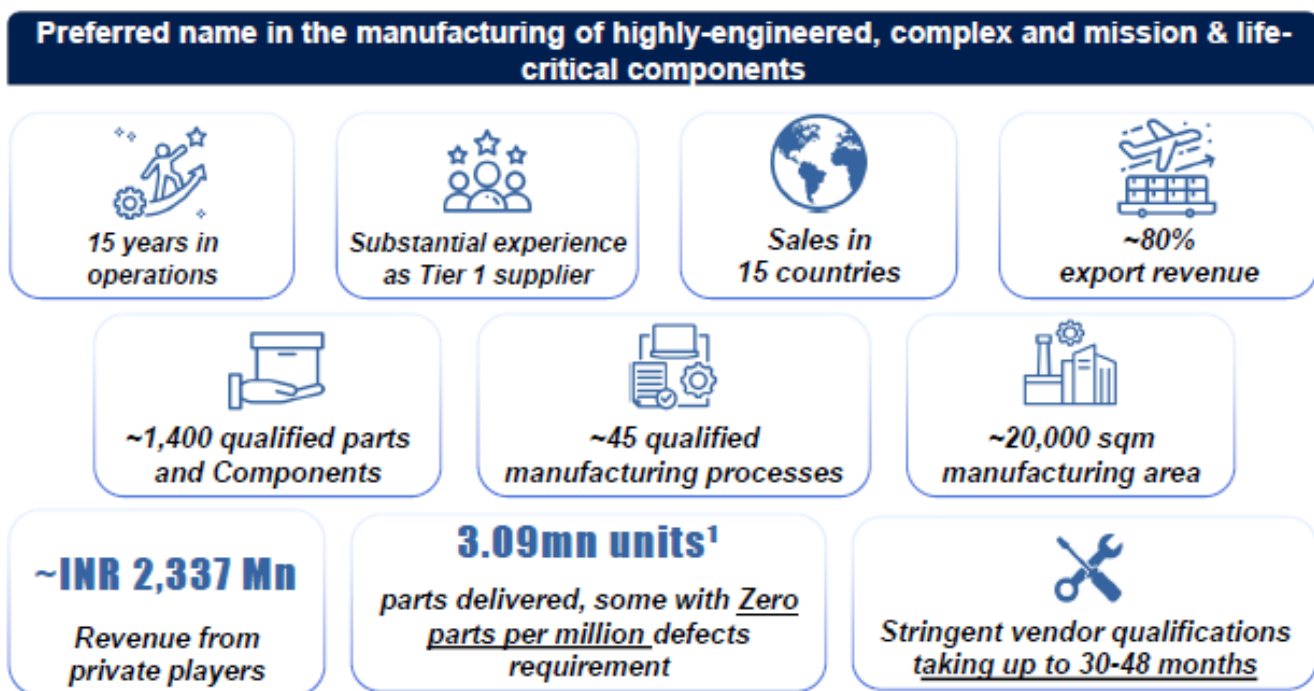 Preferred name in the manufacturing of highly-engineered, complex and mission & life-
critical components
15 years in
operations
Substantial experience
as Tier 1 supplier
Sales in
15 countries
~80%
export revenue
~1,400 qualified parts
and Components
~45 qualified
manufacturing processes
~20,000 sqm
manufacturing area
~INR 2,337 Mn
Revenue from
private players
3.09mn units¹
parts delivered, some with Zero
parts per million defects
requirement
Stringent vendor qualifications
taking up to 30-48 months